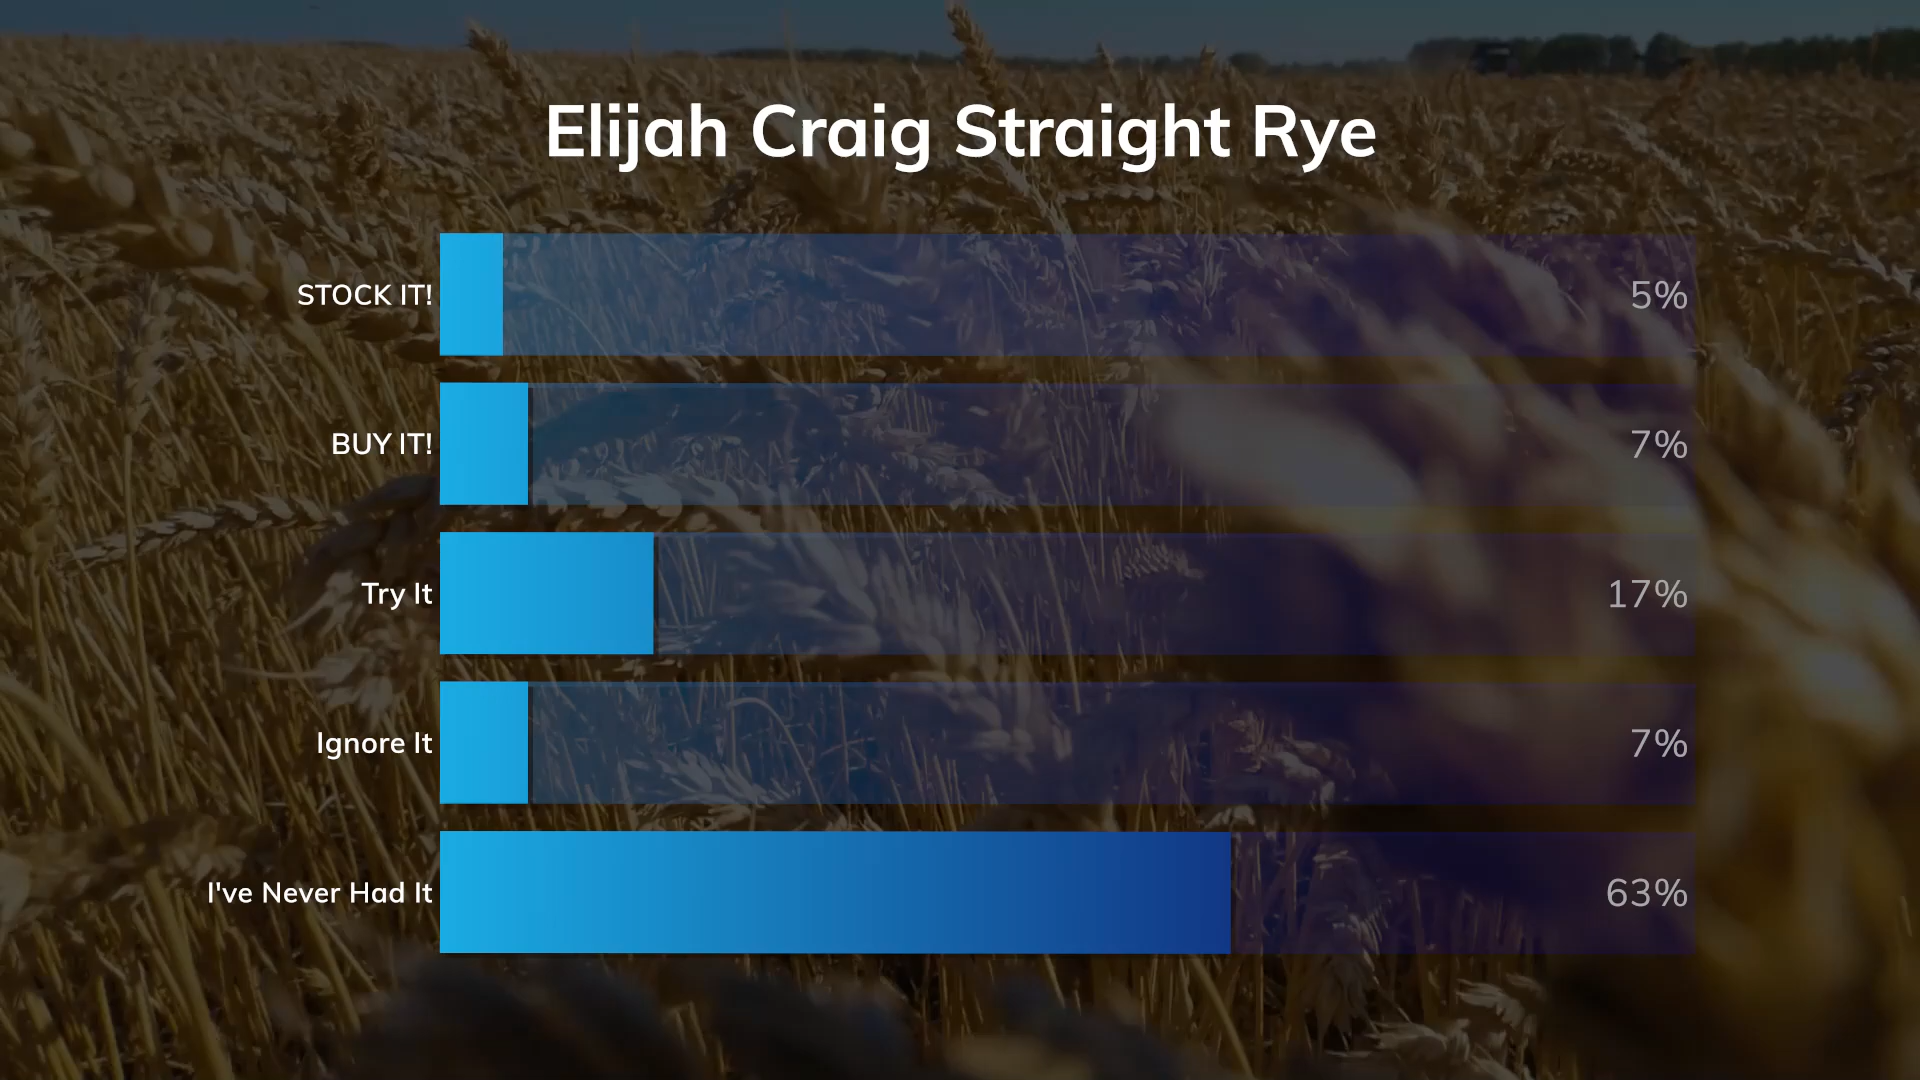 Elijah Craig Straight Rye
STOCK IT! 5%
BUY IT! 7%
Try It 17%
Ignore It 7%
I've Never Had It 63%